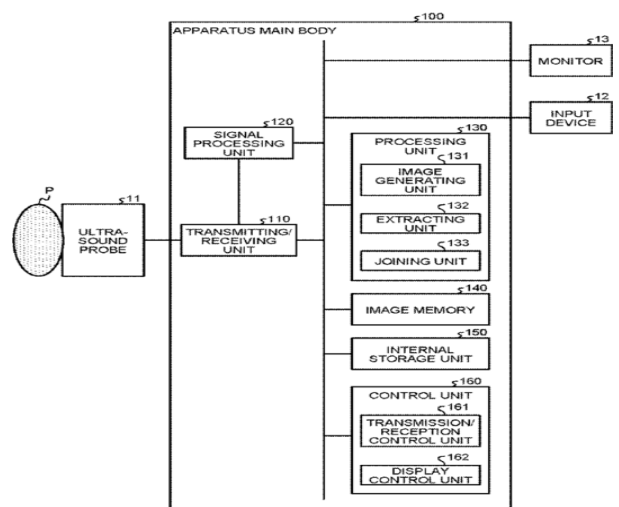 100
APPARATUS MAIN BODY
13
MONITOR
12
INPUT
DEVICE
120
SIGNAL
PROCESSING
UNIT
130
PROCESSING
UNIT
131
IMAGE
GENERATING
UNIT
132
EXTRACTING
UNIT
133
JOINING UNIT
P
11
ULTRA-
SOUND
PROBE
110
TRANSMITTING/
RECEIVING
UNIT
140
IMAGE MEMORY
150
INTERNAL
STORAGE UNIT
160
CONTROL UNIT
161
TRANSMISSION/
RECEPTION
CONTROL UNIT
162
DISPLAY
CONTROL UNIT